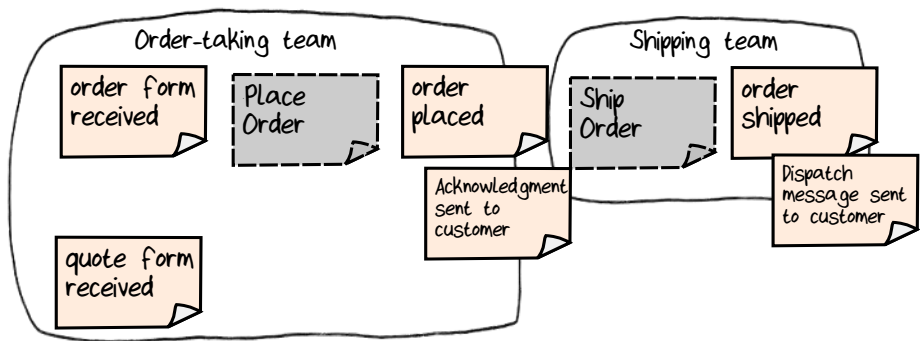 Order-taking team
order form
received
Place
Order
order
placed
Acknowledgment
sent to
customer
quote form
received
Shipping team
Ship
Order
order
shipped
Dispatch
message sent
to customer